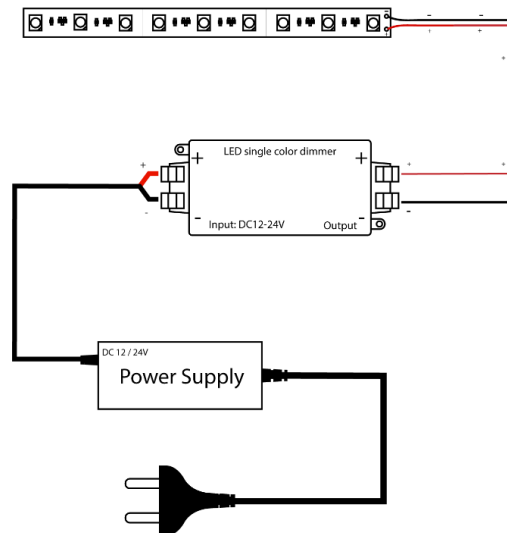 - -
+ +
+
LED single color dimmer
+ + + + +
- - - -
Input: DC12-24V Output
DC 12 / 24V
Power Supply